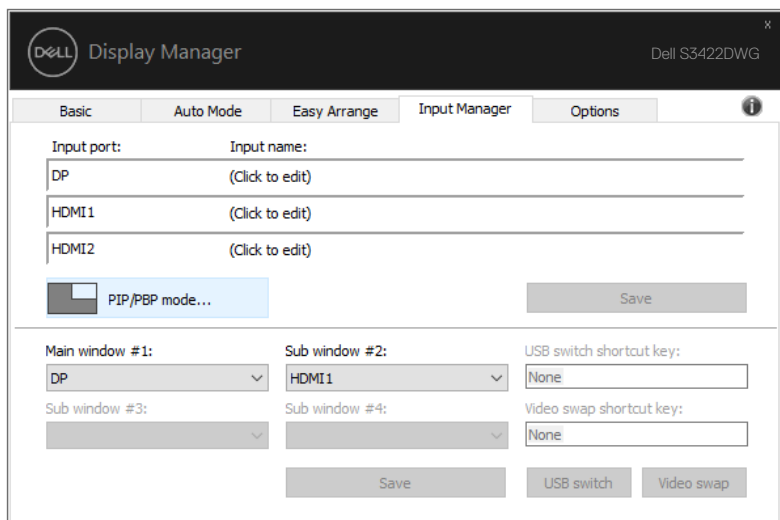 x
DELL Display Manager
Dell S3422DWG
Basic Auto Mode Easy Arrange Input Manager Options
Input port: Input name:
DP (Click to edit)
HDMI1 (Click to edit)
HDMI2 (Click to edit)
PIP/PBP mode... Save
Main window #1: Sub window #2: USB switch shortcut key:
DP HDMI1 None
Sub window #3: Sub window #4: Video swap shortcut key:
None
Save USB switch Video swap